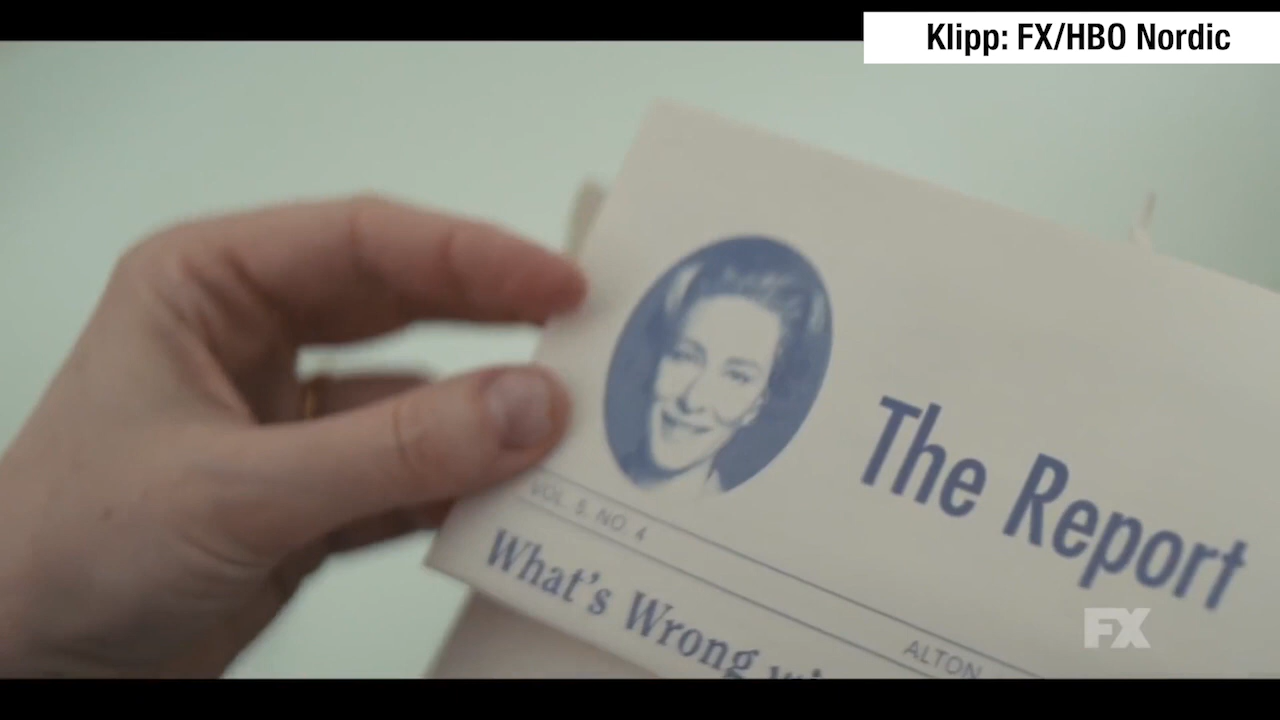 Klipp: FX/HBO Nordic
The Report
VOL. 5 NO. 4
ALTON
What's Wrong
FX